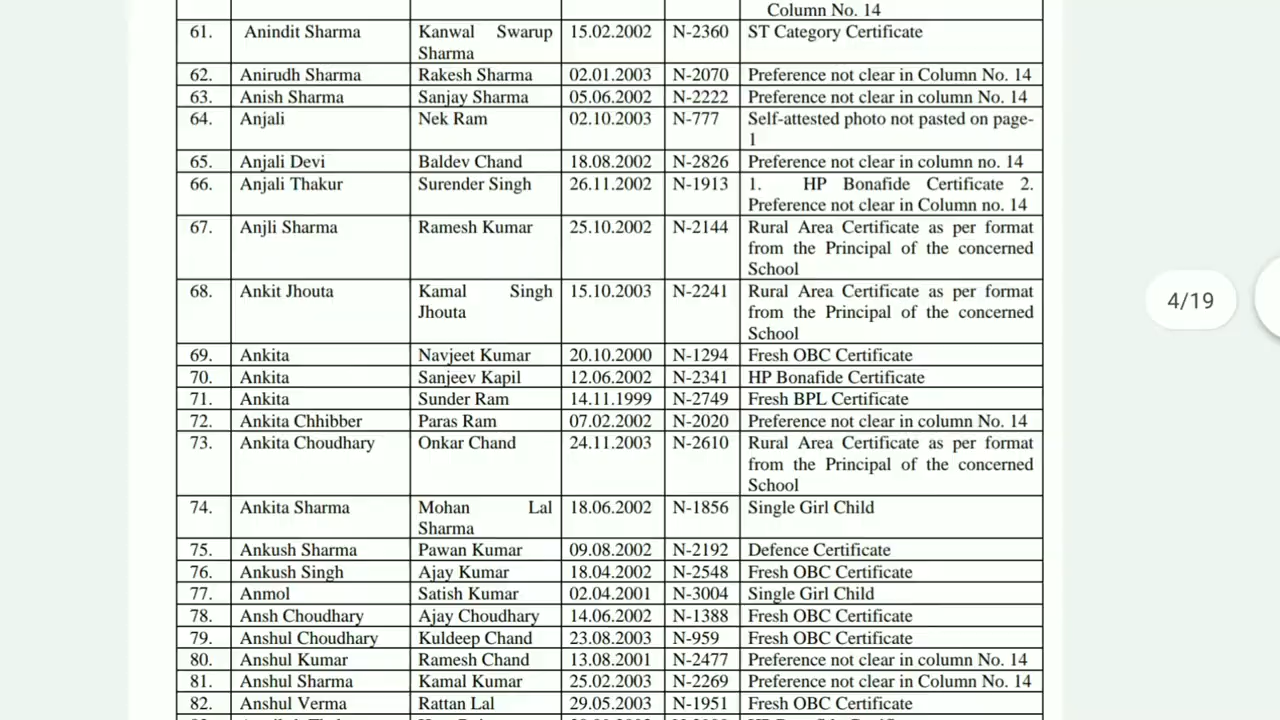 Column No. 14
61. Anindit Sharma Kanwal Swarup 15.02.2002 N-2360 ST Category Certificate
Sharma
62. Anirudh Sharma Rakesh Sharma 02.01.2003 N-2070 Preference not clear in Column No. 14
63. Anish Sharma Sanjay Sharma 05.06.2002 N-2222 Preference not clear in column No. 14
64. Anjali Nek Ram 02.10.2003 N-777 Self-attested photo not pasted on page-
1
65. Anjali Devi Baldev Chand 18.08.2002 N-2826 Preference not clear in column no. 14
66. Anjali Thakur Surender Singh 26.11.2002 N-1913 1. HP Bonafide Certificate 2.
Preference not clear in Column no. 14
67. Anjli Sharma Ramesh Kumar 25.10.2002 N-2144 Rural Area Certificate as per format
from the Principal of the concerned
School
68. Ankit Jhouta Kamal Singh 15.10.2003 N-2241 Rural Area Certificate as per format
Jhouta from the Principal of the concerned
School
4/19
69. Ankita Navjeet Kumar 20.10.2000 N-1294 Fresh OBC Certificate
70. Ankita Sanjeev Kapil 12.06.2002 N-2341 HP Bonafide Certificate
71. Ankita Sunder Ram 14.11.1999 N-2749 Fresh BPL Certificate
72. Ankita Chhibber Paras Ram 07.02.2002 N-2020 Preference not clear in column No. 14
73. Ankita Choudhary Onkar Chand 24.11.2003 N-2610 Rural Area Certificate as per format
from the Principal of the concerned
School
74. Ankita Sharma Mohan Lal 18.06.2002 N-1856 Single Girl Child
Sharma
75. Ankush Sharma Pawan Kumar 09.08.2002 N-2192 Defence Certificate
76. Ankush Singh Ajay Kumar 18.04.2002 N-2548 Fresh OBC Certificate
77. Anmol Satish Kumar 02.04.2001 N-3004 Single Girl Child
78. Ansh Choudhary Ajay Choudhary 14.06.2002 N-1388 Fresh OBC Certificate
79. Anshul Choudhary Kuldeep Chand 23.08.2003 N-959 Fresh OBC Certificate
80. Anshul Kumar Ramesh Chand 13.08.2001 N-2477 Preference not clear in column No. 14
81. Anshul Sharma Kamal Kumar 25.02.2003 N-2269 Preference not clear in Column No. 14
82. Anshul Verma Rattan Lal 29.05.2003 N-1951 Fresh OBC Certificate